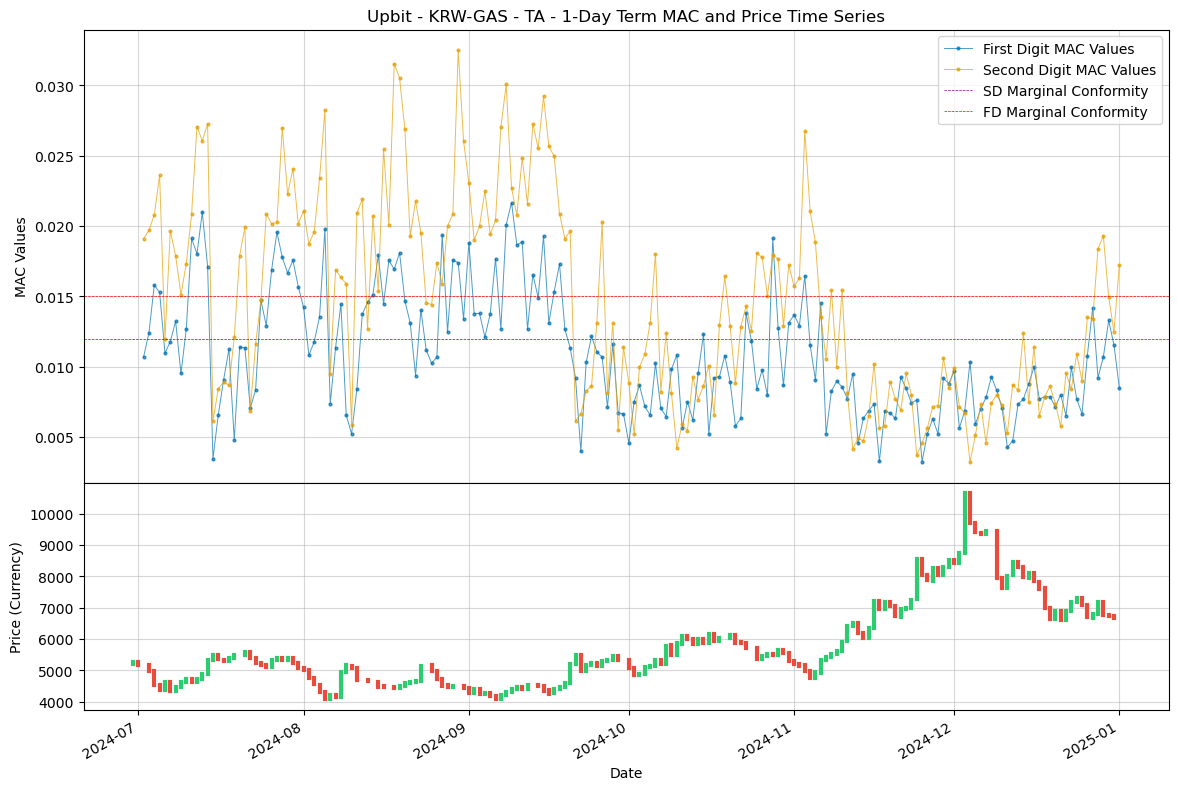 Upbit - KRW-GAS - TA - 1-Day Term MAC and Price Time Series
First Digit MAC Values
Second Digit MAC Values
SD Marginal Conformity
FD Marginal Conformity
MAC Values
0.030
0.025
0.020
0.015
0.010
0.005
Price (Currency)
10000
9000
8000
7000
6000
5000
4000
2024-07
2024-08
2024-09
2024-10
2024-11
2024-12
2025-01
Date